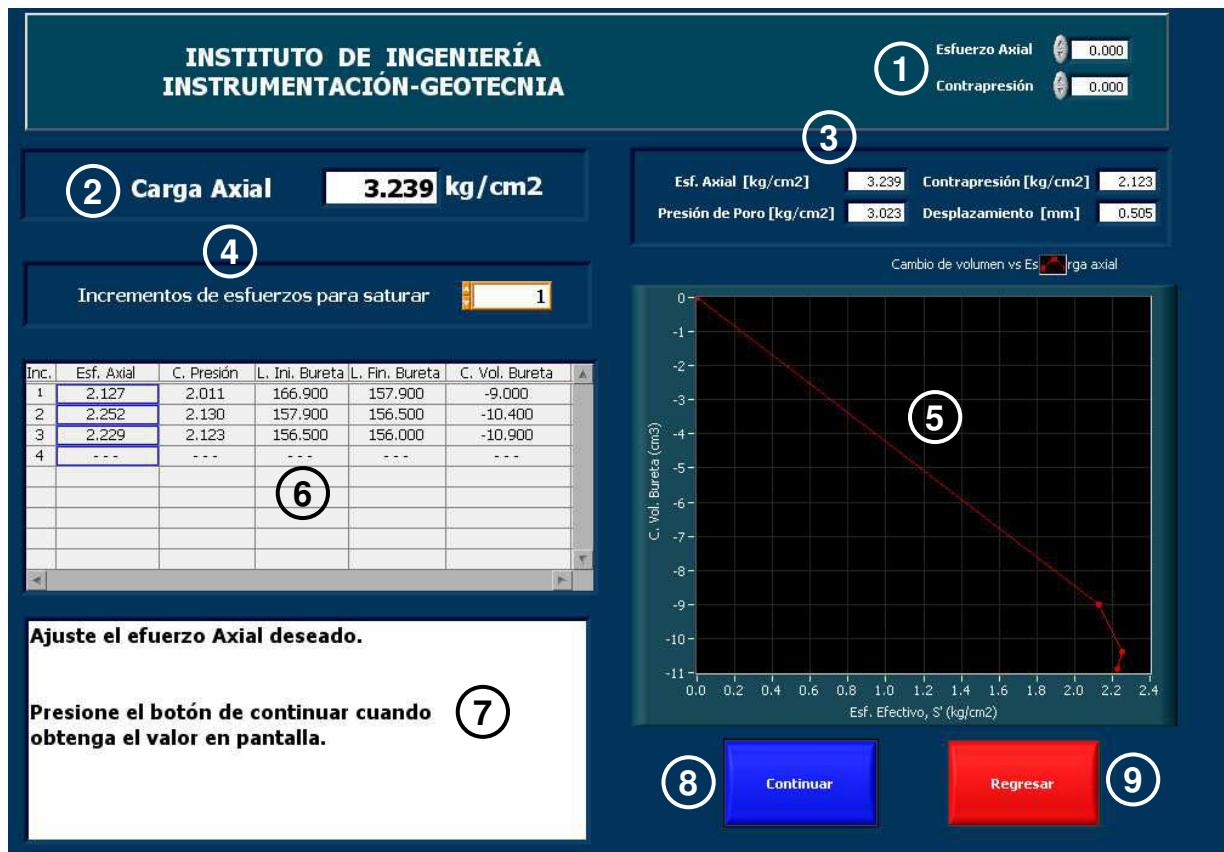 INSTITUTO DE INGENIERÍA
INSTRUMENTACIÓN-GEOTECNIA
1
Esfuerzo Axial 0.000
Contrapresión 0.000
2 Carga Axial 3.239 kg/cm2
3
Esf. Axial [kg/cm2] 3.239 Contrapresión [kg/cm2] 2.123
Presión de Poro [kg/cm2] 3.023 Desplazamiento [mm] 0.505
4
Incrementos de esfuerzos para saturar 1
Inc. Esf. Axial C. Presión L. Ini. Bureta L. Fin. Bureta C. Vol. Bureta
1 2.127 2.011 166.900 157.900 -9.000
2 2.252 2.130 157.900 156.500 -10.400
3 2.229 2.123 156.500 156.000 -10.900
4 --- --- --- --- ---
6
Cambio de volumen vs Es rga axial
C. Vol. Bureta (cm3)
0
-1
-2
-3
-4
-5
-6
-7
-8
-9
-10
-11
5
0.0 0.2 0.4 0.6 0.8 1.0 1.2 1.4 1.6 1.8 2.0 2.2 2.4
Esf. Efectivo, S' (kg/cm2)
Ajuste el efuerzo Axial deseado.
Presione el botón de continuar cuando
obtenga el valor en pantalla.
7
8 Continuar
Regresar 9